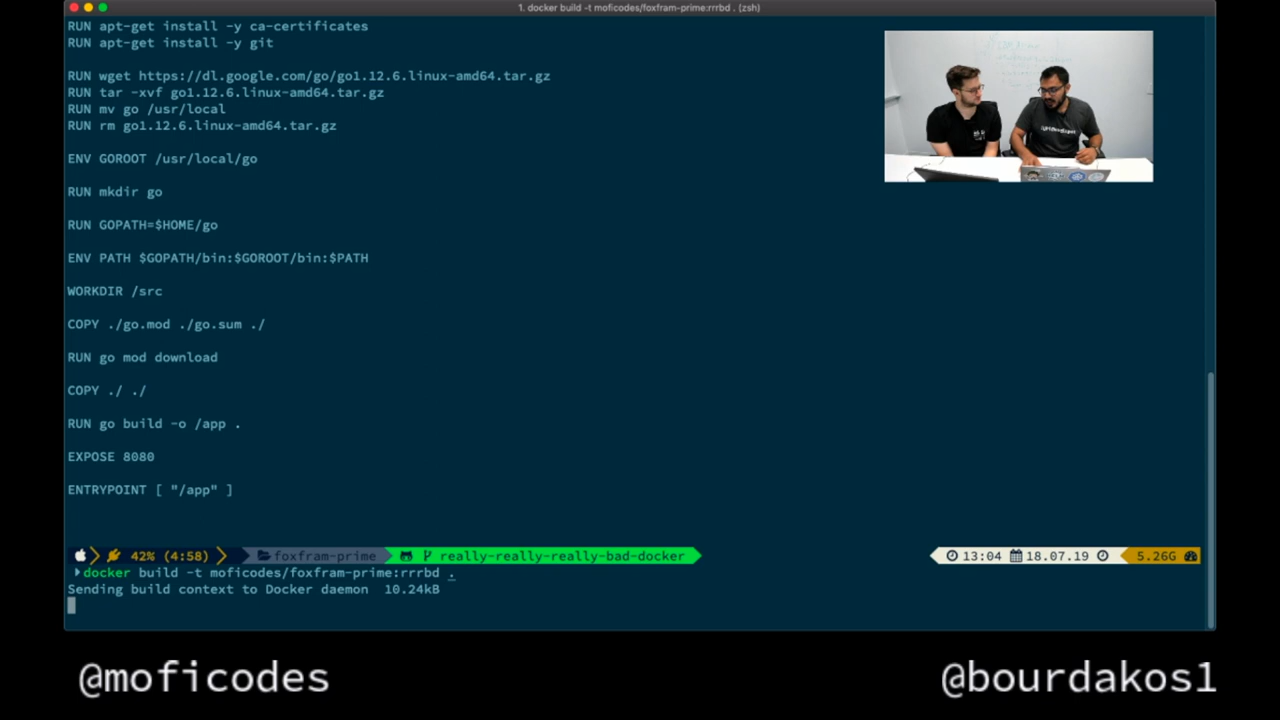 1. docker build -t moficodes/foxfram-prime:rrrbd . (zsh)
RUN apt-get install -y ca-certificates
RUN apt-get install -y git
RUN wget https://dl.google.com/go/go1.12.6.linux-amd64.tar.gz
RUN tar -xvf go1.12.6.linux-amd64.tar.gz
RUN mv go /usr/local
RUN rm go1.12.6.linux-amd64.tar.gz
ENV GOROOT /usr/local/go
RUN mkdir go
RUN GOPATH=$HOME/go
ENV PATH $GOPATH/bin:$GOROOT/bin:$PATH
WORKDIR /src
COPY ./go.mod ./go.sum ./
RUN go mod download
COPY ./ ./
RUN go build -o /app .
EXPOSE 8080
ENTRYPOINT [ "/app" ]
42% (4:58) foxfram-prime really-really-really-bad-docker 13:04 18.07.19 5.26G
docker build -t moficodes/foxfram-prime:rrrbd .
Sending build context to Docker daemon 10.24kB
@moficodes
@bourdakos1